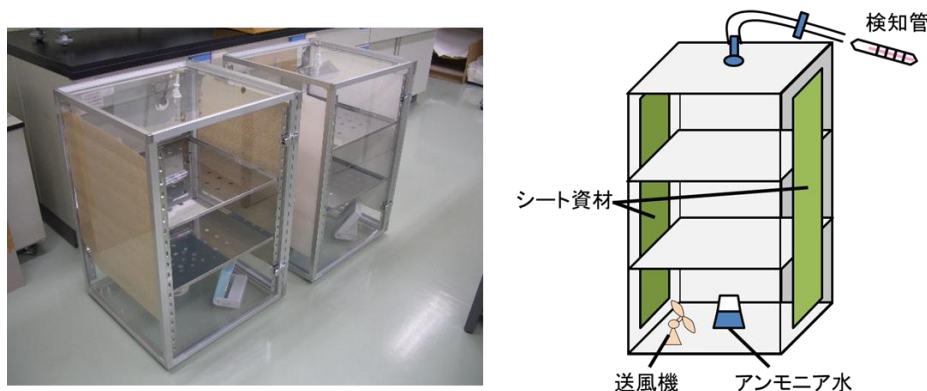 検知管
シート資材
送風機
アンモニア水